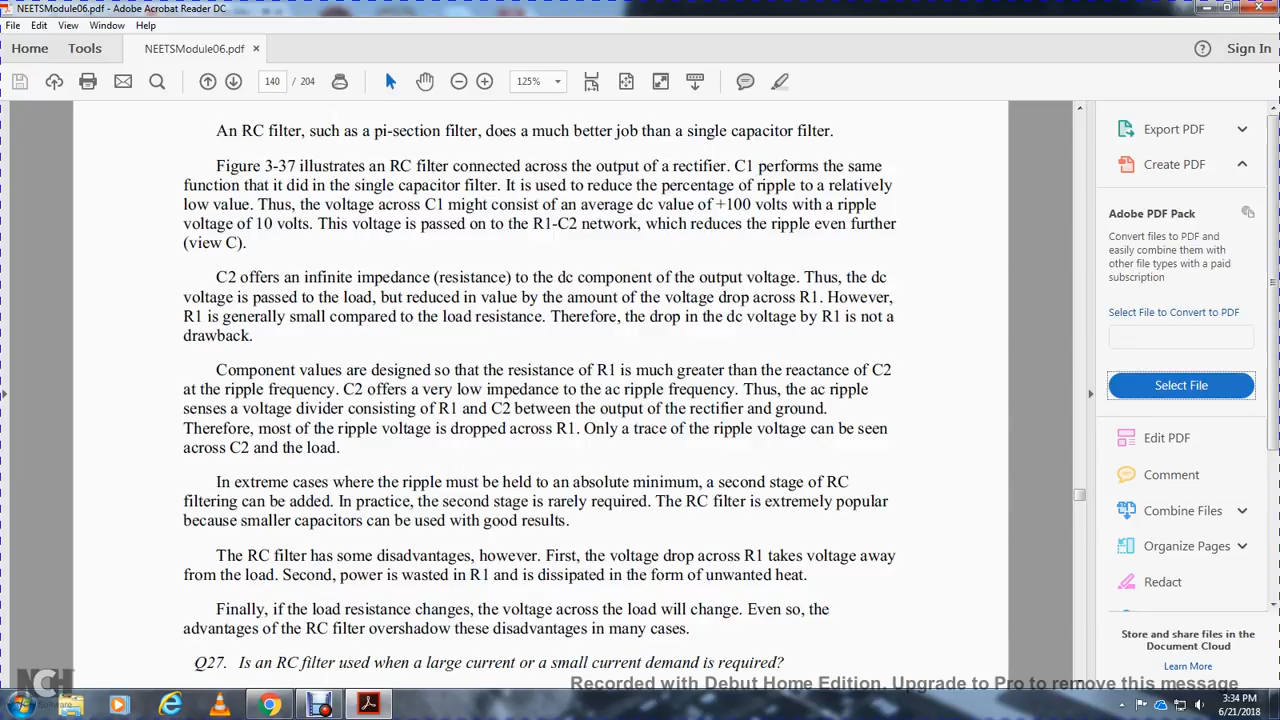 NEETSModule06.pdf - Adobe Acrobat Reader DC
File Edit View Window Help
Home Tools NEETSModule06.pdf × Sign In
140 / 204 125%
An RC filter, such as a pi-section filter, does a much better job than a single capacitor filter.
Figure 3-37 illustrates an RC filter connected across the output of a rectifier. C1 performs the same
function that it did in the single capacitor filter. It is used to reduce the percentage of ripple to a relatively
low value. Thus, the voltage across C1 might consist of an average dc value of +100 volts with a ripple
voltage of 10 volts. This voltage is passed on to the R1-C2 network, which reduces the ripple even further
(view C).
C2 offers an infinite impedance (resistance) to the dc component of the output voltage. Thus, the dc
voltage is passed to the load, but reduced in value by the amount of the voltage drop across R1. However,
R1 is generally small compared to the load resistance. Therefore, the drop in the dc voltage by R1 is not a
drawback.
Component values are designed so that the resistance of R1 is much greater than the reactance of C2
at the ripple frequency. C2 offers a very low impedance to the ac ripple frequency. Thus, the ac ripple
senses a voltage divider consisting of R1 and C2 between the output of the rectifier and ground.
Therefore, most of the ripple voltage is dropped across R1. Only a trace of the ripple voltage can be seen
across C2 and the load.
In extreme cases where the ripple must be held to an absolute minimum, a second stage of RC
filtering can be added. In practice, the second stage is rarely required. The RC filter is extremely popular
because smaller capacitors can be used with good results.
The RC filter has some disadvantages, however. First, the voltage drop across R1 takes voltage away
from the load. Second, power is wasted in R1 and is dissipated in the form of unwanted heat.
Finally, if the load resistance changes, the voltage across the load will change. Even so, the
advantages of the RC filter overshadow these disadvantages in many cases.
Q27. Is an RC filter used when a large current or a small current demand is required?
Export PDF
Create PDF
Adobe PDF Pack
Convert files to PDF and
easily combine them with
other file types with a paid
subscription
Select File to Convert to PDF
Select File
Edit PDF
Comment
Combine Files
Organize Pages
Redact
Store and share files in the
Document Cloud
Learn More
NCH
Software
Recorded with Debut Home Edition. Upgrade to Pro to remove this message
3:34 PM
6/21/2018